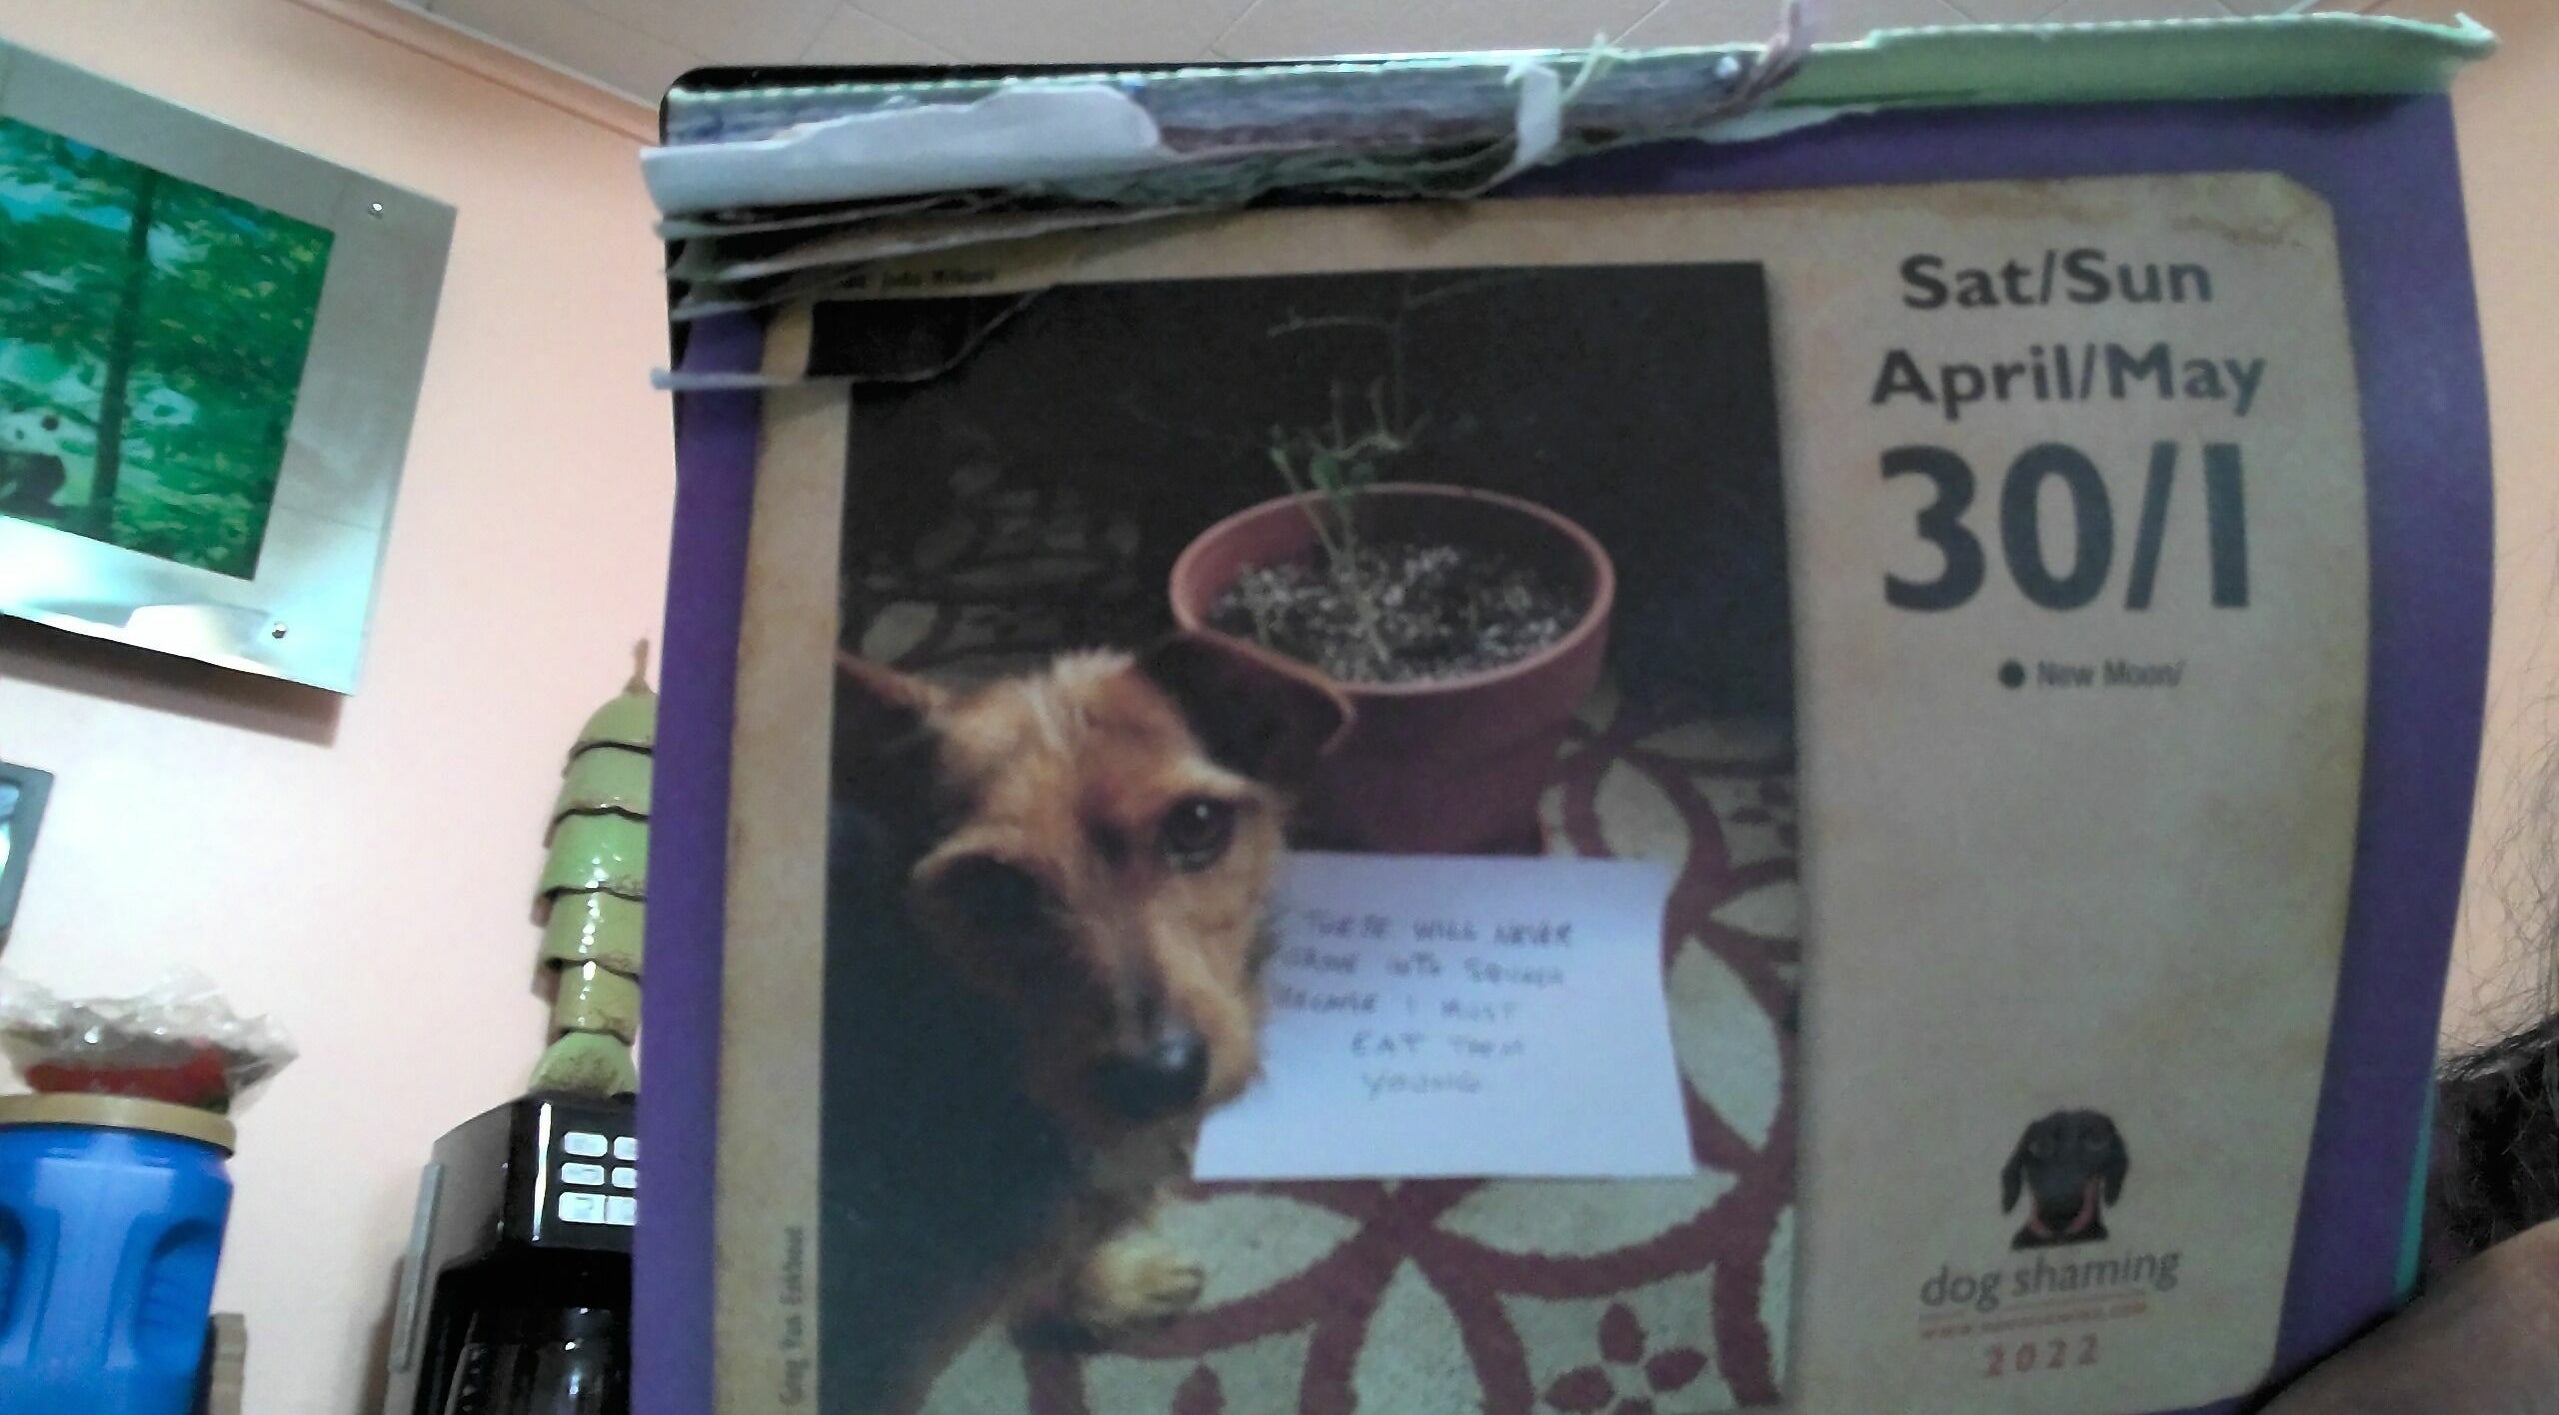 Sat/Sun
April/May
30/1
New Moon/
THESE WILL NEVER
GROW INTO SQUASH
BECAUSE I MUST
EAT THEM
YOUNG
dog shaming
2022